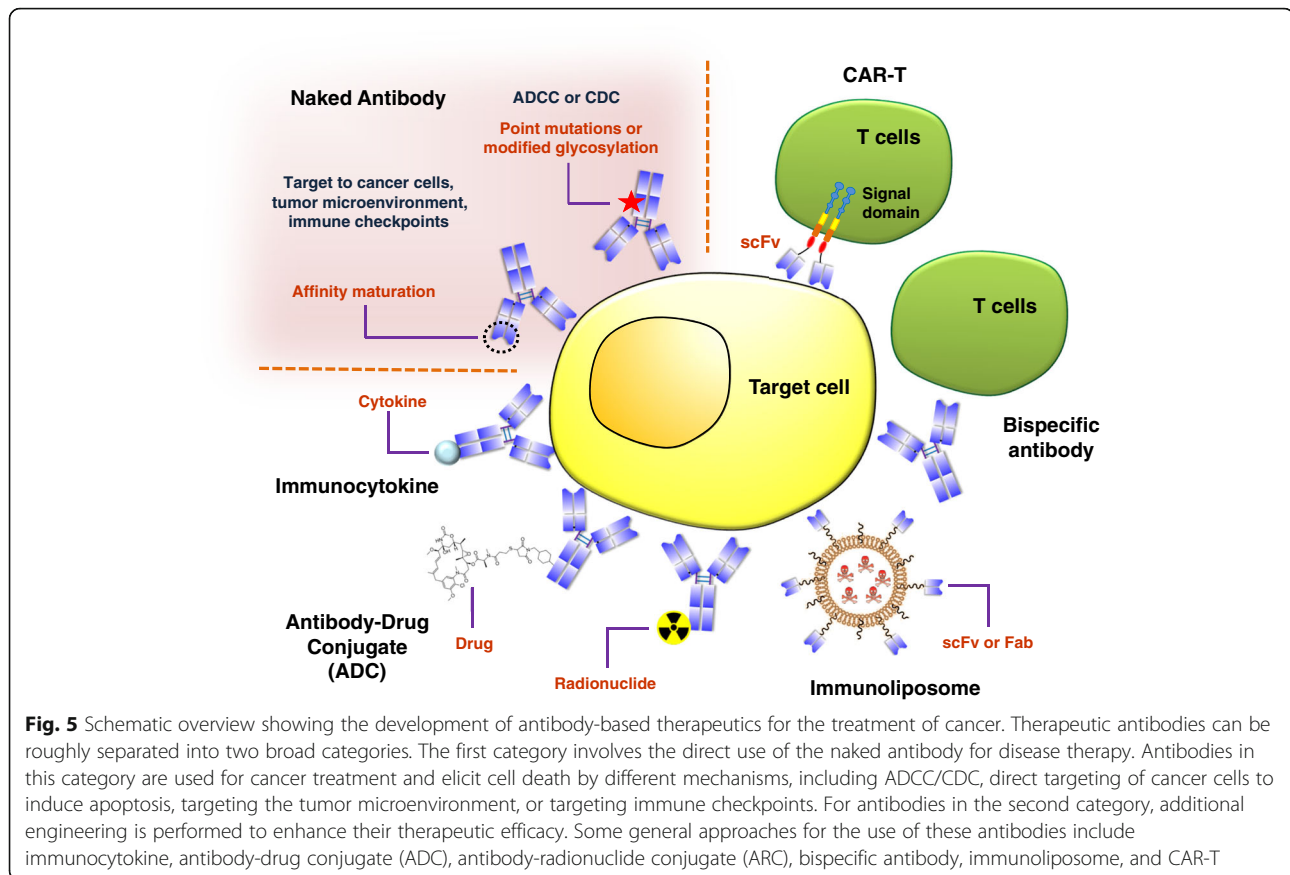 Naked Antibody
ADCC or CDC
Point mutations or
modified glycosylation
Target to cancer cells,
tumor microenvironment,
immune checkpoints
Affinity maturation
CAR-T
T cells
Signal
domain
scFv
T cells
Target cell
Bispecific
antibody
Cytokine
Immunocytokine
Antibody-Drug
Conjugate
(ADC)
Drug
Radionuclide
scFv or Fab
Immunoliposome
Fig. 5 Schematic overview showing the development of antibody-based therapeutics for the treatment of cancer. Therapeutic antibodies can be
roughly separated into two broad categories. The first category involves the direct use of the naked antibody for disease therapy. Antibodies in
this category are used for cancer treatment and elicit cell death by different mechanisms, including ADCC/CDC, direct targeting of cancer cells to
induce apoptosis, targeting the tumor microenvironment, or targeting immune checkpoints. For antibodies in the second category, additional
engineering is performed to enhance their therapeutic efficacy. Some general approaches for the use of these antibodies include
immunocytokine, antibody-drug conjugate (ADC), antibody-radionuclide conjugate (ARC), bispecific antibody, immunoliposome, and CAR-T